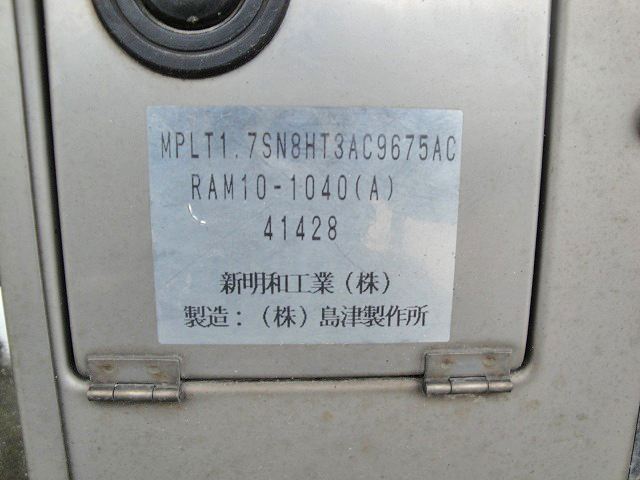 MPLT1.7SN8HT3AC9675AC
RAM10-1040(A)
41428
新明和工業(株)
製造：(株)島津製作所